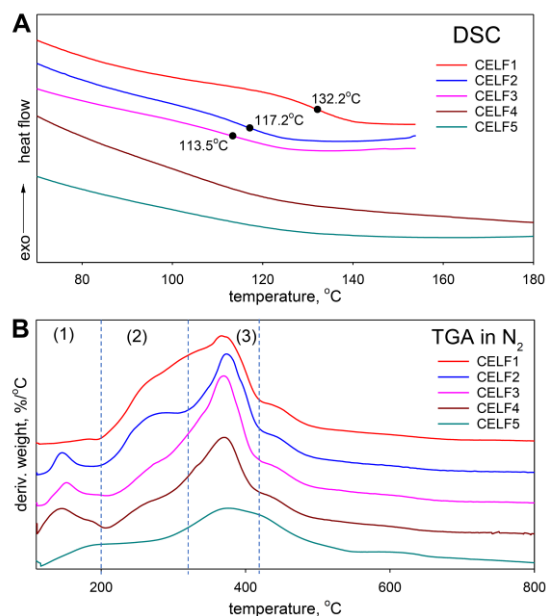 A
DSC
CELF1
CELF2
CELF3
CELF4
CELF5
132.2°C
117.2°C
113.5°C
exo → heat flow
80 100 120 140 160 180
temperature, °C
B
(1) (2) (3)
TGA in N₂
CELF1
CELF2
CELF3
CELF4
CELF5
deriv. weight, %/°C
200 400 600 800
temperature, °C